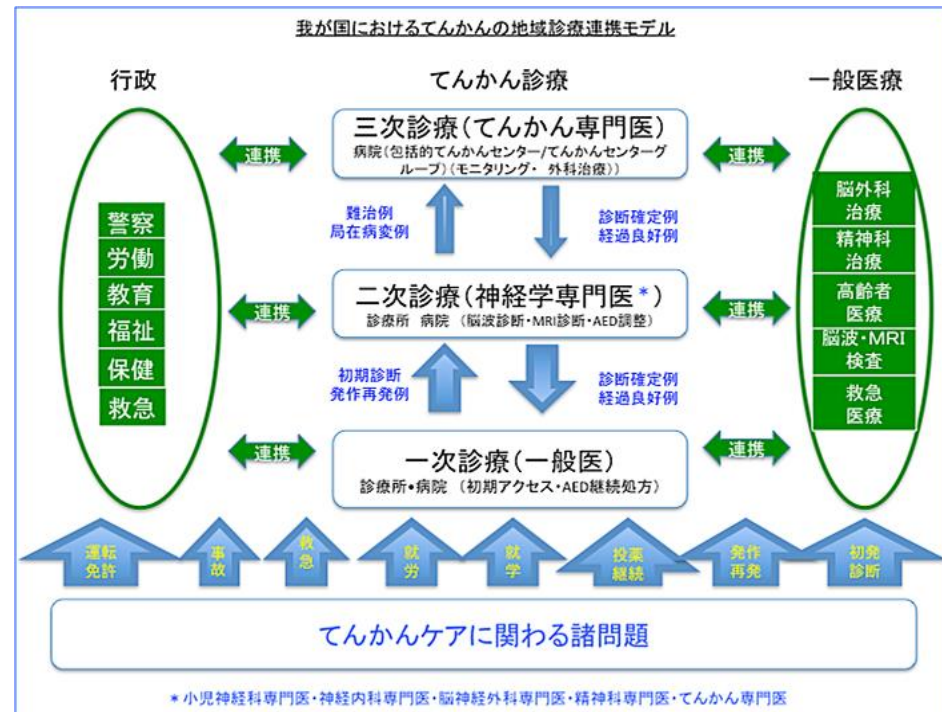 我が国におけるてんかんの地域診療連携モデル
行政
てんかん診療
一般医療
三次診療(てんかん専門医)
病院(包括的てんかんセンター/てんかんセンターグ
ループ)(モニタリング・ 外科治療))
連携
連携
難治例
局在病変例
診断確定例
経過良好例
警察
労働
教育
福祉
保健
救急
脳外科
治療
精神科
治療
高齢者
医療
脳波・MRI
検査
救急
医療
二次診療(神経学専門医*)
診療所 病院 (脳波診断・MRI診断・AED調整)
連携
連携
初期診断
発作再発例
診断確定例
経過良好例
一次診療(一般医)
診療所•病院 (初期アクセス・AED継続処方)
連携
連携
運転
免許
事
故
救
急
就
労
就
学
投薬
継続
発作
再発
初発
診断
てんかんケアに関わる諸問題
*小児神経科専門医・神経内科専門医・脳神経外科専門医・精神科専門医・てんかん専門医